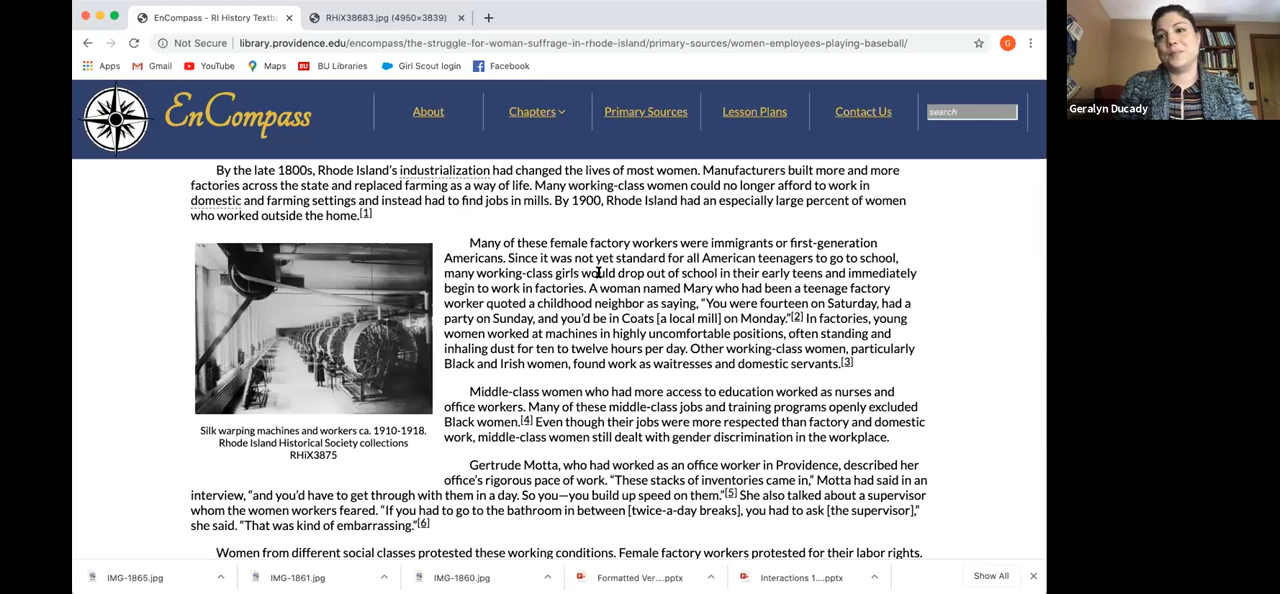 EnCompass - RI History Textb
RHiX38683.jpg (4950×3839)
Not Secure | library.providence.edu/encompass/the-struggle-for-woman-suffrage-in-rhode-island/primary-sources/women-employees-playing-baseball/
G
Apps Gmail YouTube Maps BU BU Libraries Girl Scout login Facebook
EnCompass
About Chapters Primary Sources Lesson Plans Contact Us search
Geralyn Ducady
By the late 1800s, Rhode Island's industrialization had changed the lives of most women. Manufacturers built more and more
factories across the state and replaced farming as a way of life. Many working-class women could no longer afford to work in
domestic and farming settings and instead had to find jobs in mills. By 1900, Rhode Island had an especially large percent of women
who worked outside the home.[1]
Many of these female factory workers were immigrants or first-generation
Americans. Since it was not yet standard for all American teenagers to go to school,
many working-class girls would drop out of school in their early teens and immediately
begin to work in factories. A woman named Mary who had been a teenage factory
worker quoted a childhood neighbor as saying, "You were fourteen on Saturday, had a
party on Sunday, and you'd be in Coats [a local mill] on Monday."[2] In factories, young
women worked at machines in highly uncomfortable positions, often standing and
inhaling dust for ten to twelve hours per day. Other working-class women, particularly
Black and Irish women, found work as waitresses and domestic servants.[3]
Silk warping machines and workers ca. 1910-1918.
Rhode Island Historical Society collections
RHiX3875
Middle-class women who had more access to education worked as nurses and
office workers. Many of these middle-class jobs and training programs openly excluded
Black women.[4] Even though their jobs were more respected than factory and domestic
work, middle-class women still dealt with gender discrimination in the workplace.
Gertrude Motta, who had worked as an office worker in Providence, described her
office's rigorous pace of work. "These stacks of inventories came in," Motta had said in an
interview, "and you'd have to get through with them in a day. So you—you build up speed on them."[5] She also talked about a supervisor
whom the women workers feared. "If you had to go to the bathroom in between [twice-a-day breaks], you had to ask [the supervisor],"
she said. "That was kind of embarrassing."[6]
Women from different social classes protested these working conditions. Female factory workers protested for their labor rights.
IMG-1865.jpg IMG-1861.jpg IMG-1860.jpg Formatted Ver....pptx Interactions 1....pptx Show All